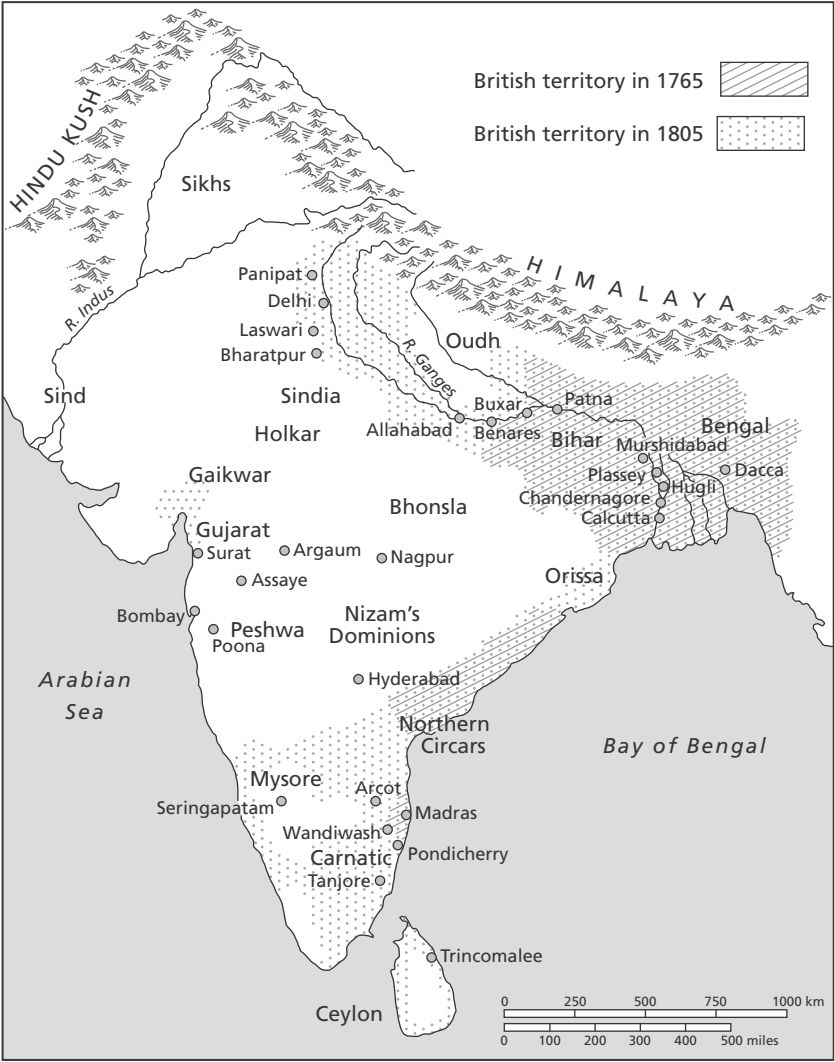 British territory in 1765
British territory in 1805
HINDU KUSH
Sikhs
HIMALAYA
Panipat
Delhi
R. Indus
Laswari
Bharatpur
R. Ganges
Oudh
Sind
Sindia
Holkar
Allahabad
Buxar
Benares
Patna
Bihar
Bengal
Murshidabad
Plassey
Dacca
Hugli
Chandernagore
Calcutta
Gaikwar
Bhonsla
Gujarat
Surat
Argaum
Nagpur
Assaye
Orissa
Bombay
Poona
Peshwa
Nizam's
Dominions
Hyderabad
Arabian
Sea
Northern
Circars
Bay of Bengal
Mysore
Seringapatam
Arcot
Madras
Wandiwash
Carnatic
Pondicherry
Tanjore
Trincomalee
Ceylon
0 250 500 750 1000 km
0 100 200 300 400 500 miles